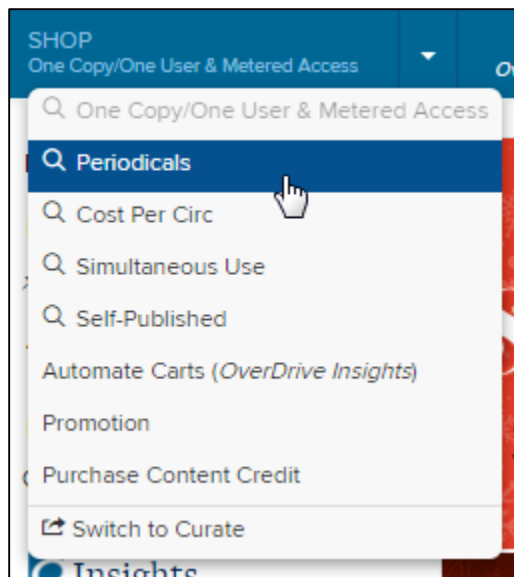 SHOP
One Copy/One User & Metered Access
One Copy/One User & Metered Access
Periodicals
Cost Per Circ
Simultaneous Use
Self-Published
Automate Carts (OverDrive Insights)
Promotion
Purchase Content Credit
Switch to Curate
Insights